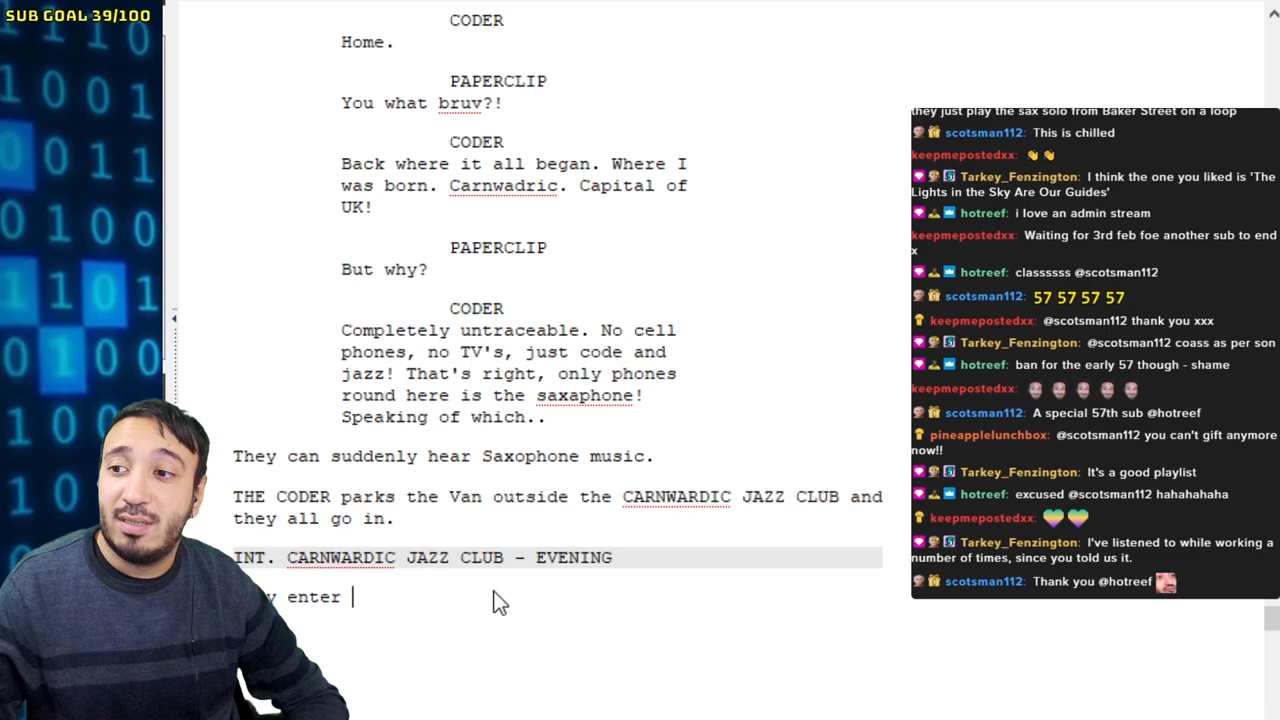 SUB GOAL 39/100
CODER
Home.
PAPERCLIP
You what bruv?!
CODER
Back where it all began. Where I
was born. Carnwadric. Capital of
UK!
PAPERCLIP
But why?
CODER
Completely untraceable. No cell
phones, no TV's, just code and
jazz! That's right, only phones
round here is the saxaphone!
Speaking of which..
They can suddenly hear Saxophone music.
THE CODER parks the Van outside the CARNWARDIC JAZZ CLUB and
they all go in.
INT. CARNWARDIC JAZZ CLUB - EVENING
y enter
they just play the sax solo from Baker Street on a loop
scotsman112: This is chilled
keepmepostedxx:
Tarkey_Fenzington: I think the one you liked is 'The
Lights in the Sky Are Our Guides'
hotreef: i love an admin stream
keepmepostedxx: Waiting for 3rd feb foe another sub to end
x
hotreef: classssss @scotsman112
scotsman112: 57 57 57 57
keepmepostedxx: @scotsman112 thank you xxx
Tarkey_Fenzington: @scotsman112 coass as per son
hotreef: ban for the early 57 though - shame
keepmepostedxx:
scotsman112: A special 57th sub @hotreef
pineapplelunchbox: @scotsman112 you can't gift anymore
now!!
Tarkey_Fenzington: It's a good playlist
hotreef: excused @scotsman112 hahahahaha
keepmepostedxx:
Tarkey_Fenzington: I've listened to while working a
number of times, since you told us it.
scotsman112: Thank you @hotreef